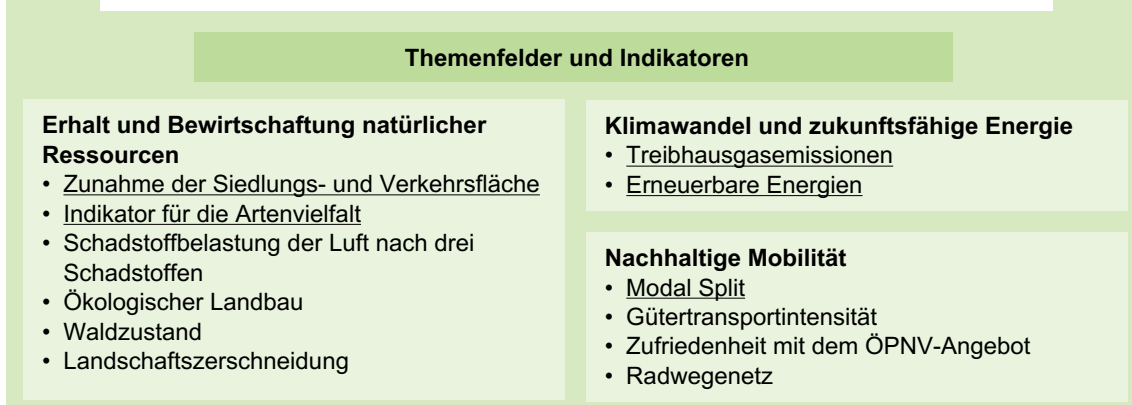 Themenfelder und Indikatoren
Erhalt und Bewirtschaftung natürlicher
Ressourcen
• Zunahme der Siedlungs- und Verkehrsfläche
• Indikator für die Artenvielfalt
• Schadstoffbelastung der Luft nach drei
Schadstoffen
• Ökologischer Landbau
• Waldzustand
• Landschaftszerschneidung
Klimawandel und zukunftsfähige Energie
• Treibhausgasemissionen
• Erneuerbare Energien
Nachhaltige Mobilität
• Modal Split
• Gütertransportintensität
• Zufriedenheit mit dem ÖPNV-Angebot
• Radwegenetz